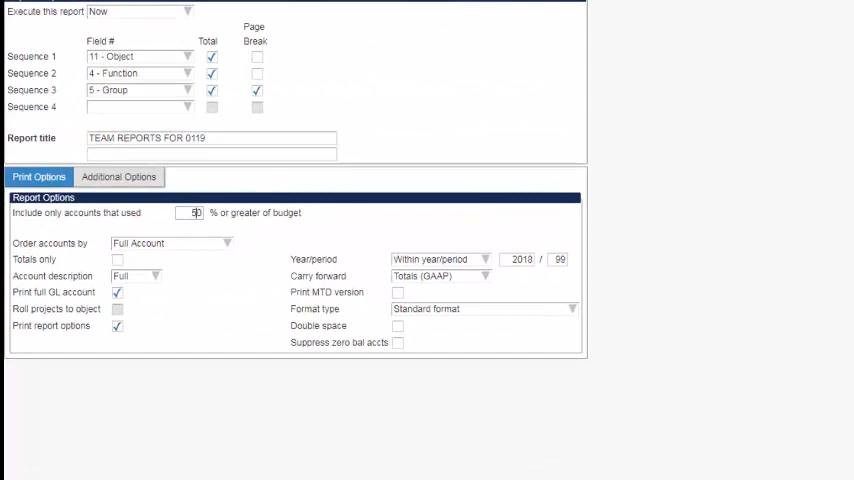 Execute this report Now
Page
Field # Total Break
Sequence 1 11 - Object
Sequence 2 4 - Function
Sequence 3 5 - Group
Sequence 4
Report title TEAM REPORTS FOR 0119
Print Options Additional Options
Report Options
Include only accounts that used 50 % or greater of budget
Order accounts by Full Account
Totals only Year/period Within year/period 2018 / 99
Account description Full Carry forward Totals (GAAP)
Print full GL account Print MTD version
Roll projects to object Format type Standard format
Print report options Double space
Suppress zero bal accts